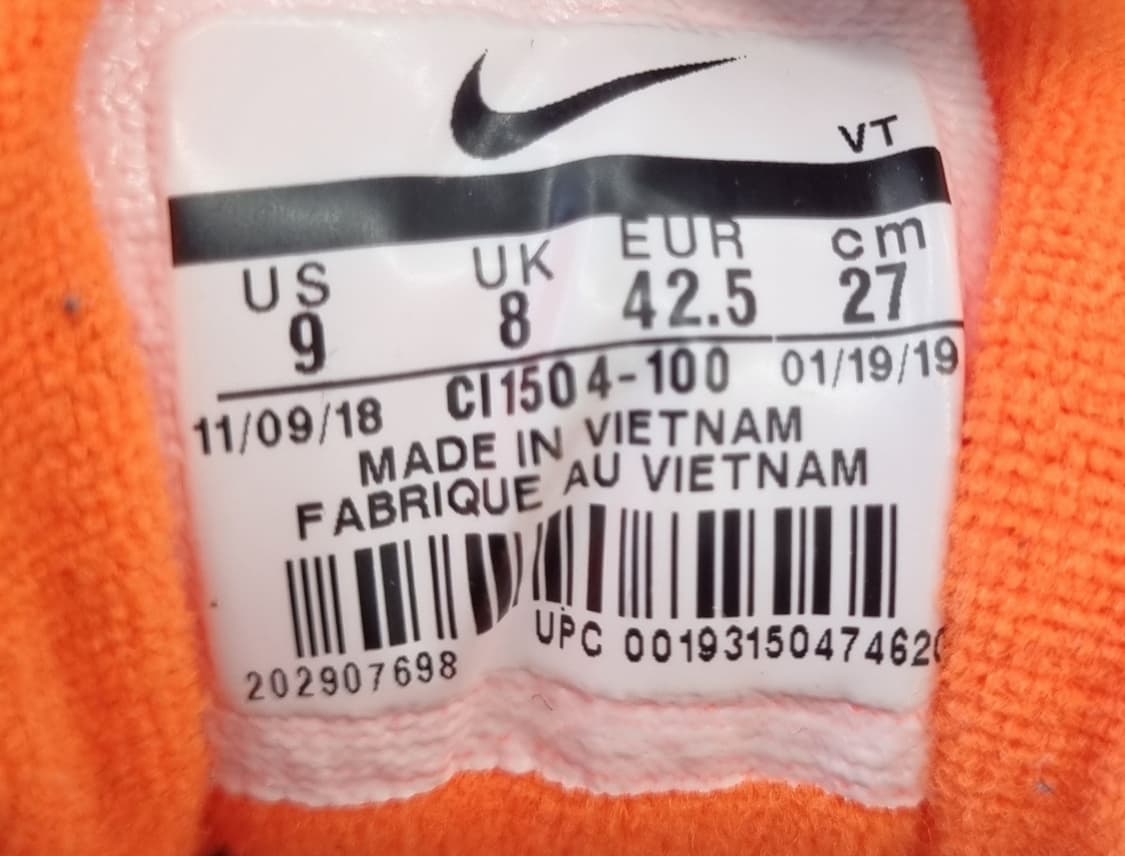 VT
US UK EUR cm
9 8 42.5 27
11/09/18 CI1504-100 01/19/19
MADE IN VIETNAM
FABRIQUE AU VIETNAM
UPC 00193150474620
202907698